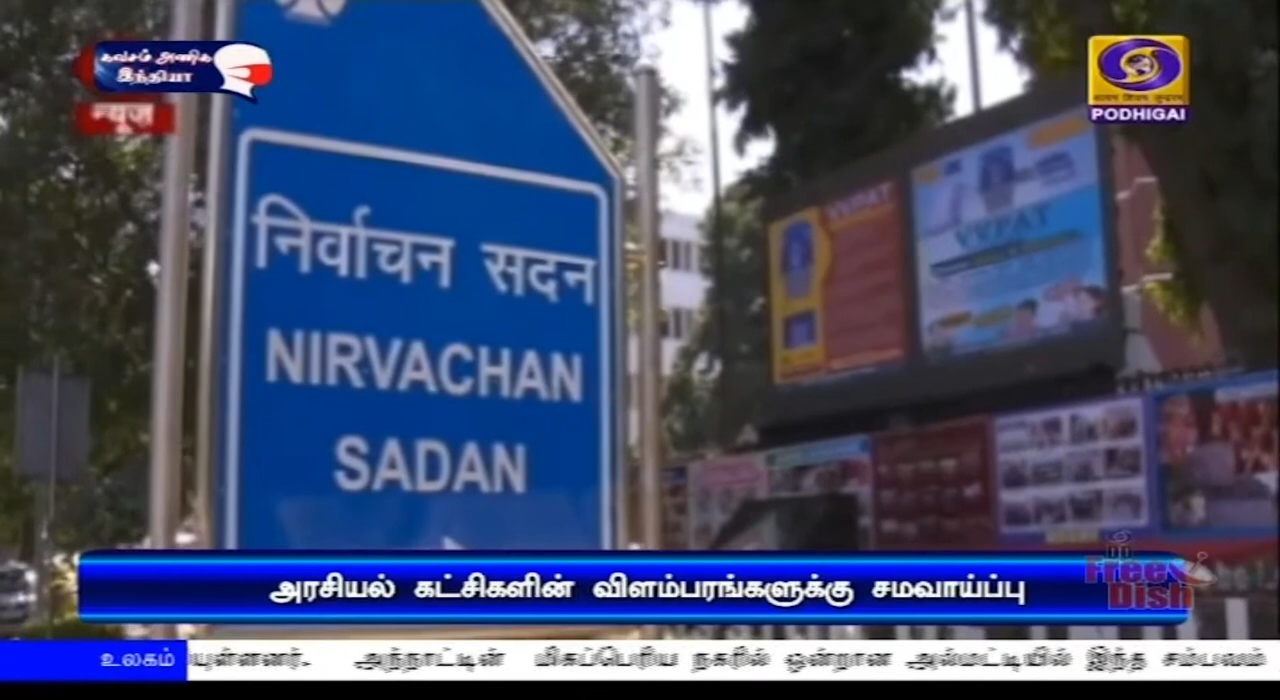 கவசம் அணிக
இந்தியா
न्यूज़
PODHIGAI
निर्वाचन सदन
NIRVACHAN
SADAN
VVPAT
VVPAT
அரசியல் கட்சிகளின் விளம்பரங்களுக்கு சமவாய்ப்பு
Free
Dish
உலகம் யுள்ளனர். அந்நாட்டின் மிகப்பெரிய நகரில் ஒன்றான அல்மட்டியில் இந்த சம்பவம்